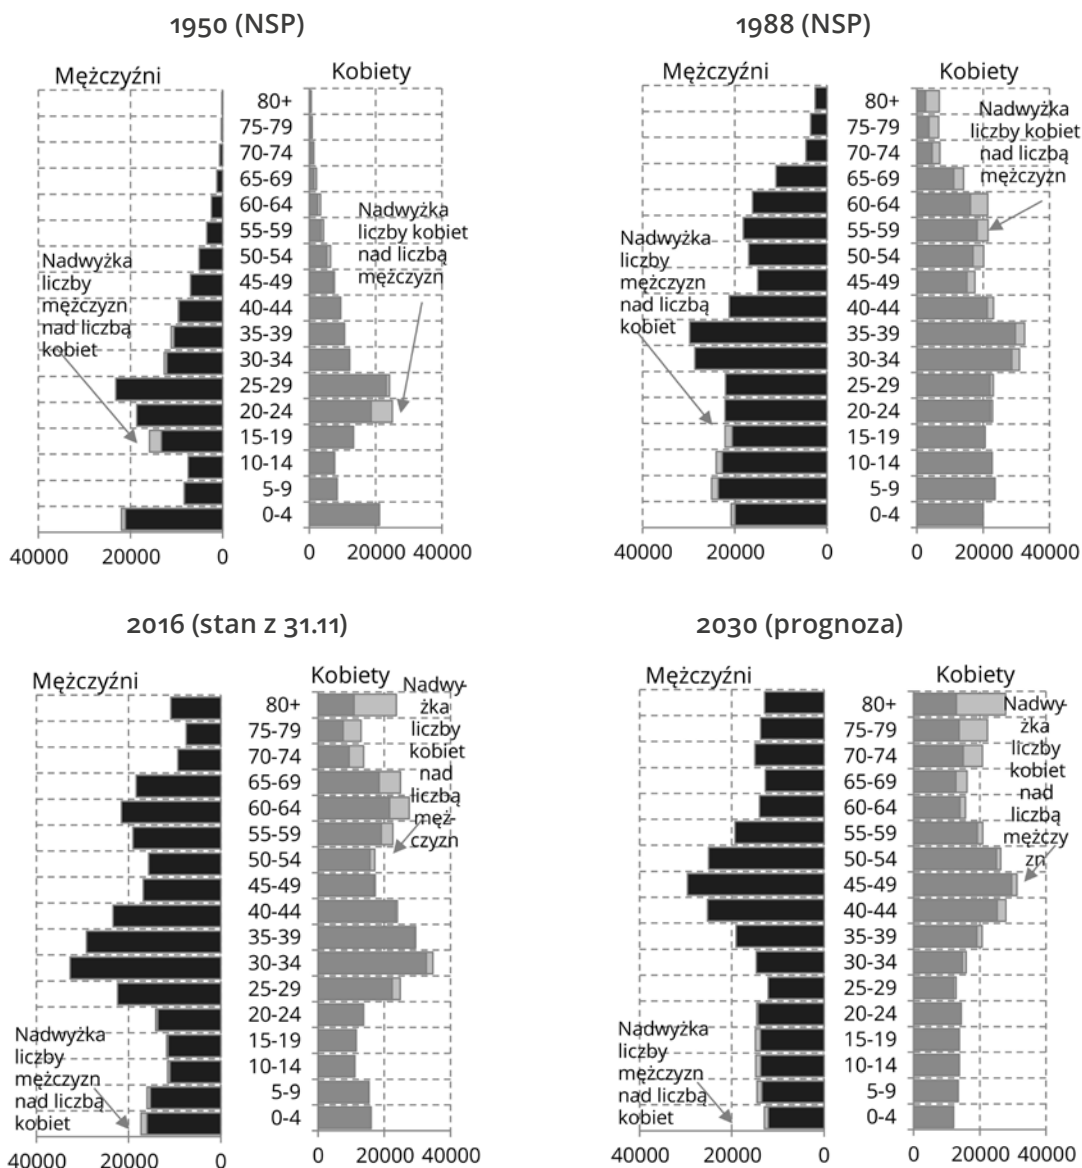 1950 (NSP)
Mężczyźni
Kobiety
80+
75-79
70-74
65-69
60-64
55-59
50-54
45-49
40-44
35-39
30-34
25-29
20-24
15-19
10-14
5-9
0-4
Nadwyżka
liczby
mężczyzn
nad liczbą
kobiet
Nadwyżka
liczby kobiet
nad liczbą
mężczyzn
40000 20000 0
0 20000 40000
1988 (NSP)
Mężczyźni
Kobiety
80+
75-79
70-74
65-69
60-64
55-59
50-54
45-49
40-44
35-39
30-34
25-29
20-24
15-19
10-14
5-9
0-4
Nadwyżka
liczby
mężczyzn
nad liczbą
kobiet
Nadwyżka
liczby kobiet
nad liczbą
mężczyzn
40000 20000 0
0 20000 40000
2016 (stan z 31.11)
Mężczyźni
Kobiety
80+
75-79
70-74
65-69
60-64
55-59
50-54
45-49
40-44
35-39
30-34
25-29
20-24
15-19
10-14
5-9
0-4
Nadwyżka
liczby
mężczyzn
nad liczbą
kobiet
Nadwy-
żka
liczby
kobiet
nad
liczbą
męż-
czyzn
40000 20000 0
0 20000 40000
2030 (prognoza)
Mężczyźni
Kobiety
80+
75-79
70-74
65-69
60-64
55-59
50-54
45-49
40-44
35-39
30-34
25-29
20-24
15-19
10-14
5-9
0-4
Nadwyżka
liczby
mężczyzn
nad liczbą
kobiet
Nadwy-
żka
liczby
kobiet
nad
liczbą
mężczy
zn
40000 20000 0
0 20000 40000